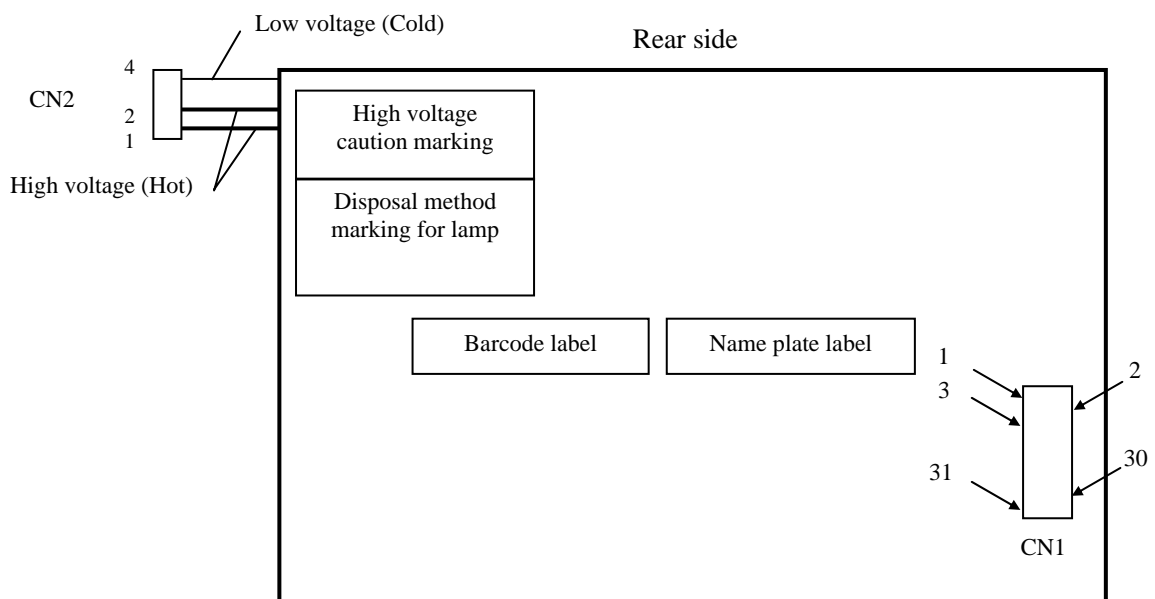 Low voltage (Cold)
Rear side
4
CN2
2
1
High voltage (Hot)
High voltage
caution marking
Disposal method
marking for lamp
Barcode label
Name plate label
1
2
3
31
30
CN1